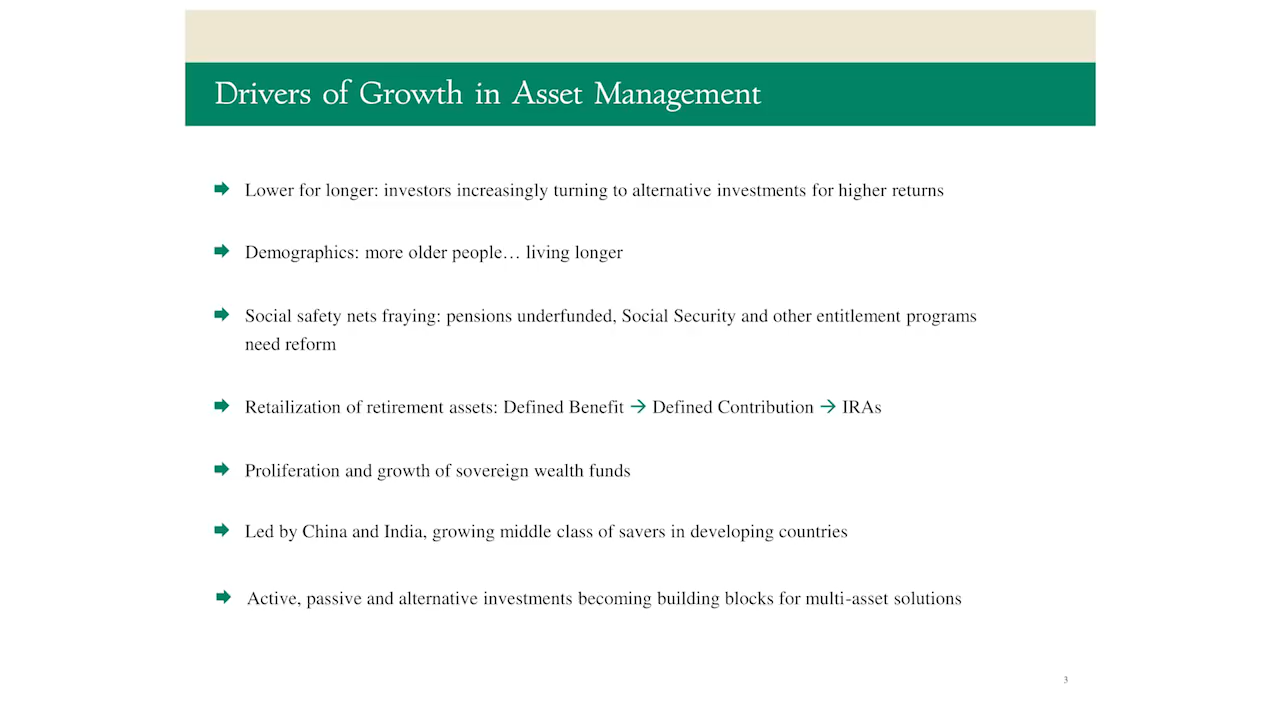 Drivers of Growth in Asset Management
Lower for longer: investors increasingly turning to alternative investments for higher returns
Demographics: more older people… living longer
Social safety nets fraying: pensions underfunded, Social Security and other entitlement programs
need reform
Retailization of retirement assets: Defined Benefit → Defined Contribution → IRAs
Proliferation and growth of sovereign wealth funds
Led by China and India, growing middle class of savers in developing countries
Active, passive and alternative investments becoming building blocks for multi-asset solutions
3